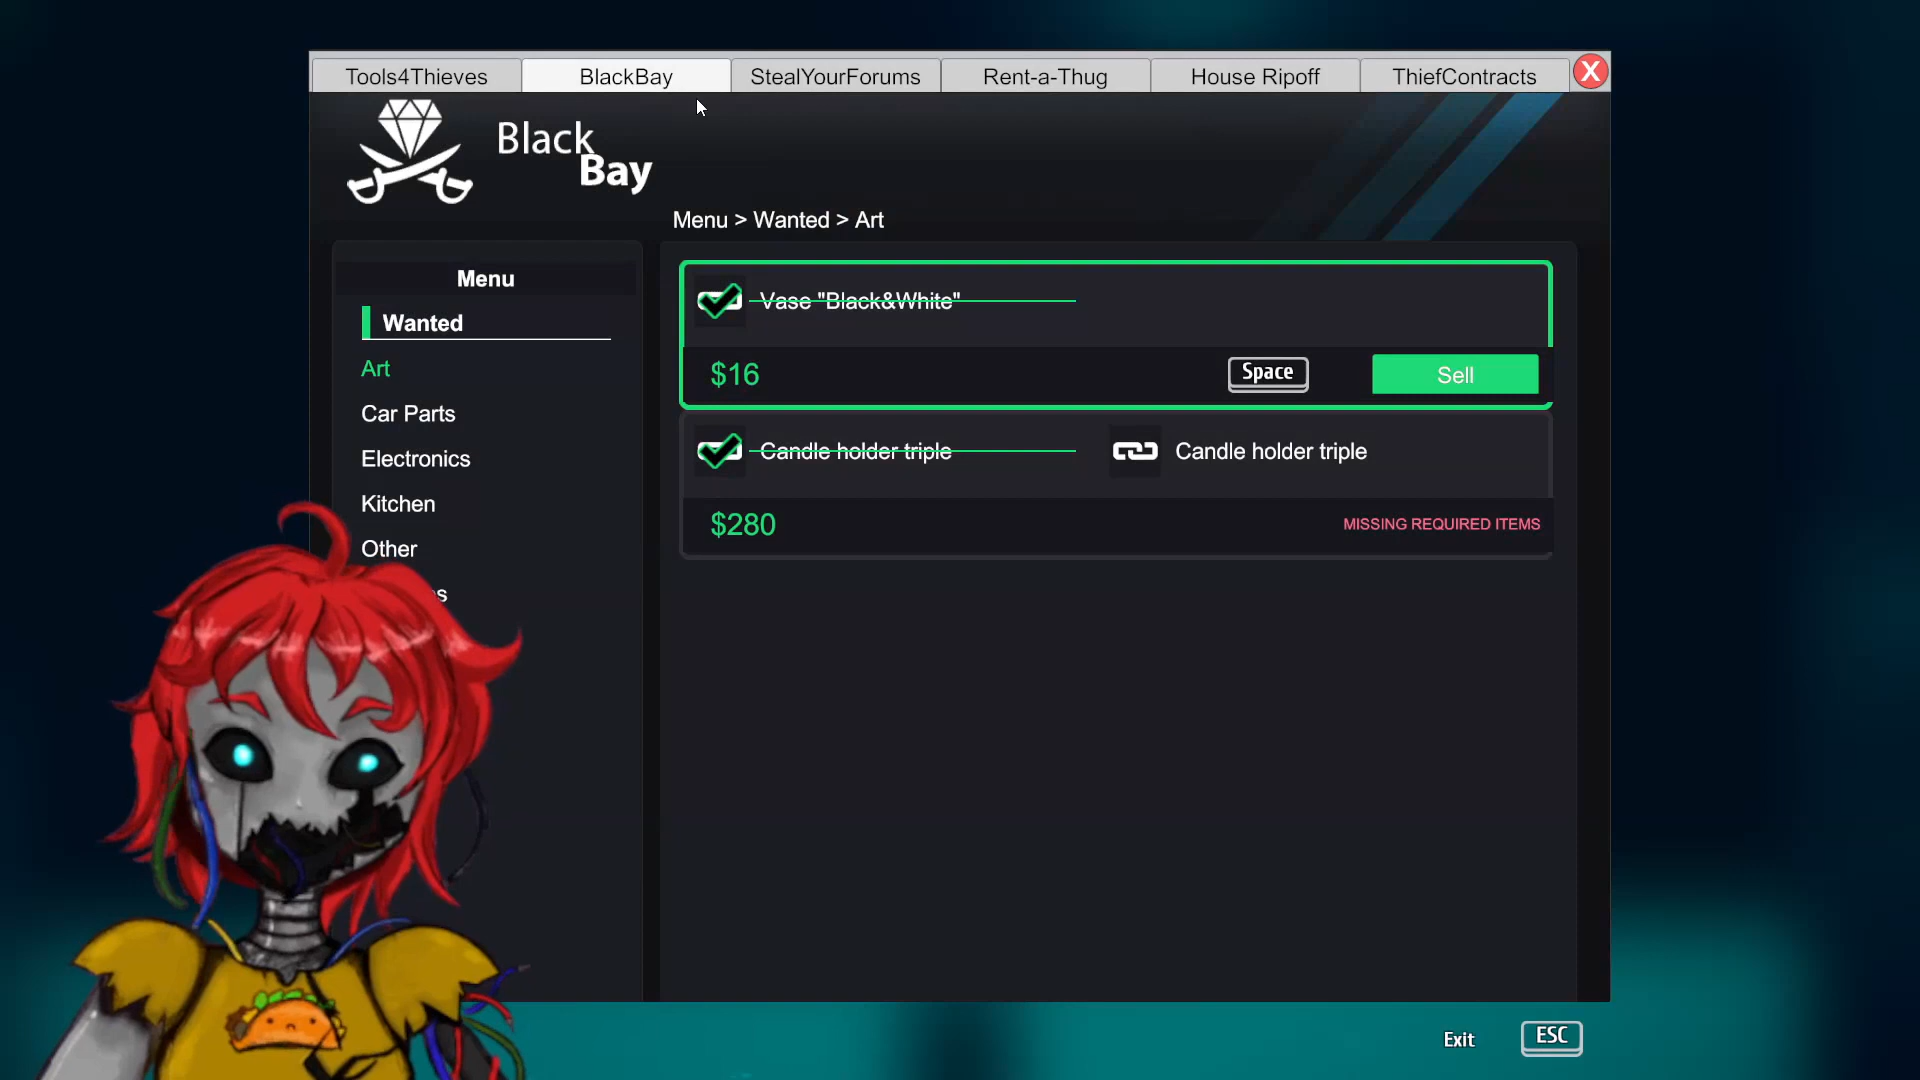 Tools4Thieves
BlackBay
StealYourForums
Rent-a-Thug
House Ripoff
ThiefContracts
X
Black
Bay
Menu > Wanted > Art
Menu
Wanted
Art
Car Parts
Electronics
Kitchen
Other
Vase "Black&White"
$16
Space
Sell
Candle holder triple
Candle holder triple
$280
MISSING REQUIRED ITEMS
Exit
ESC